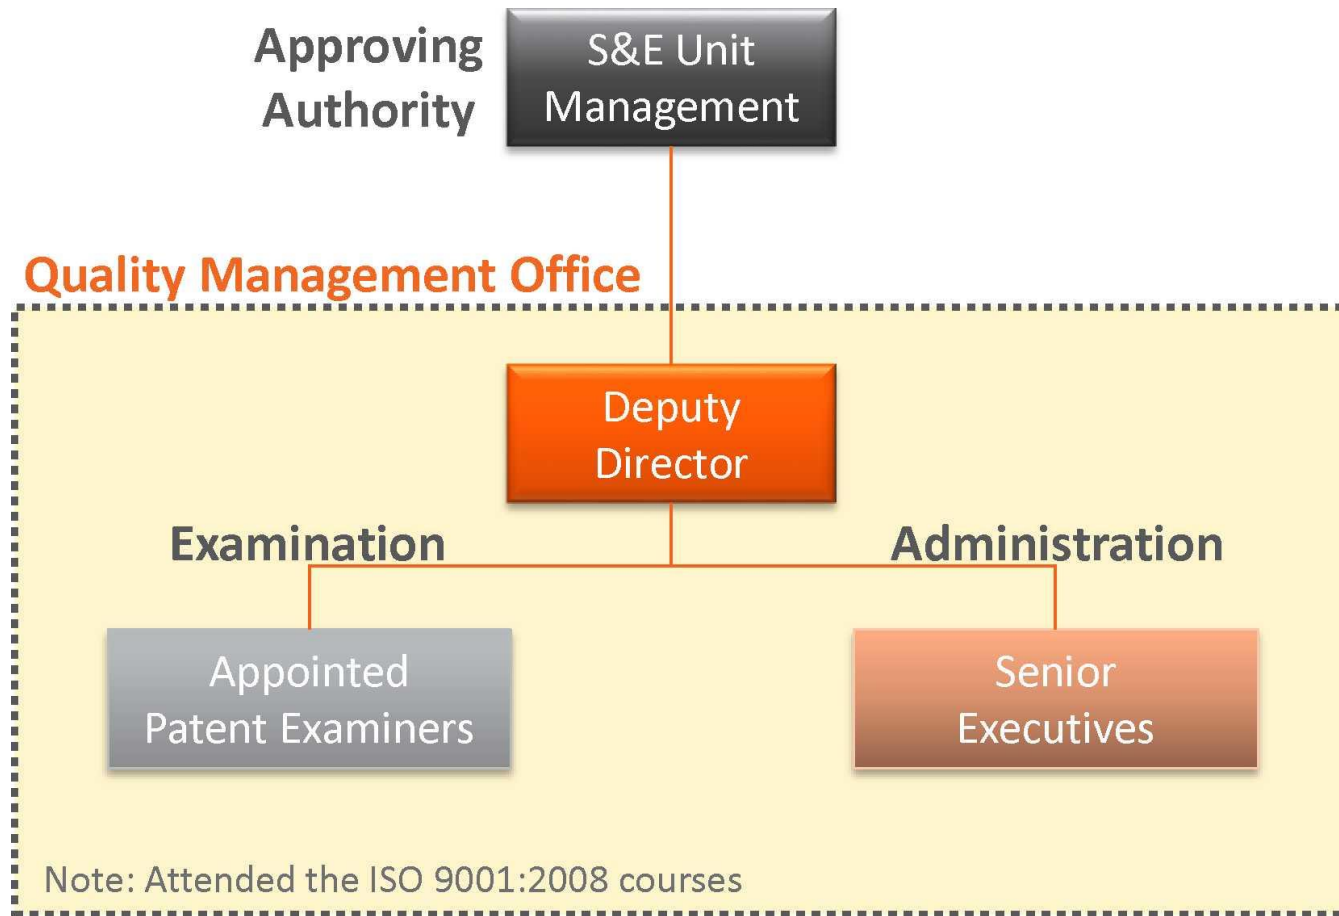 Approving
Authority
S&E Unit
Management
Quality Management Office
Deputy
Director
Examination
Administration
Appointed
Patent Examiners
Senior
Executives
Note: Attended the ISO 9001:2008 courses